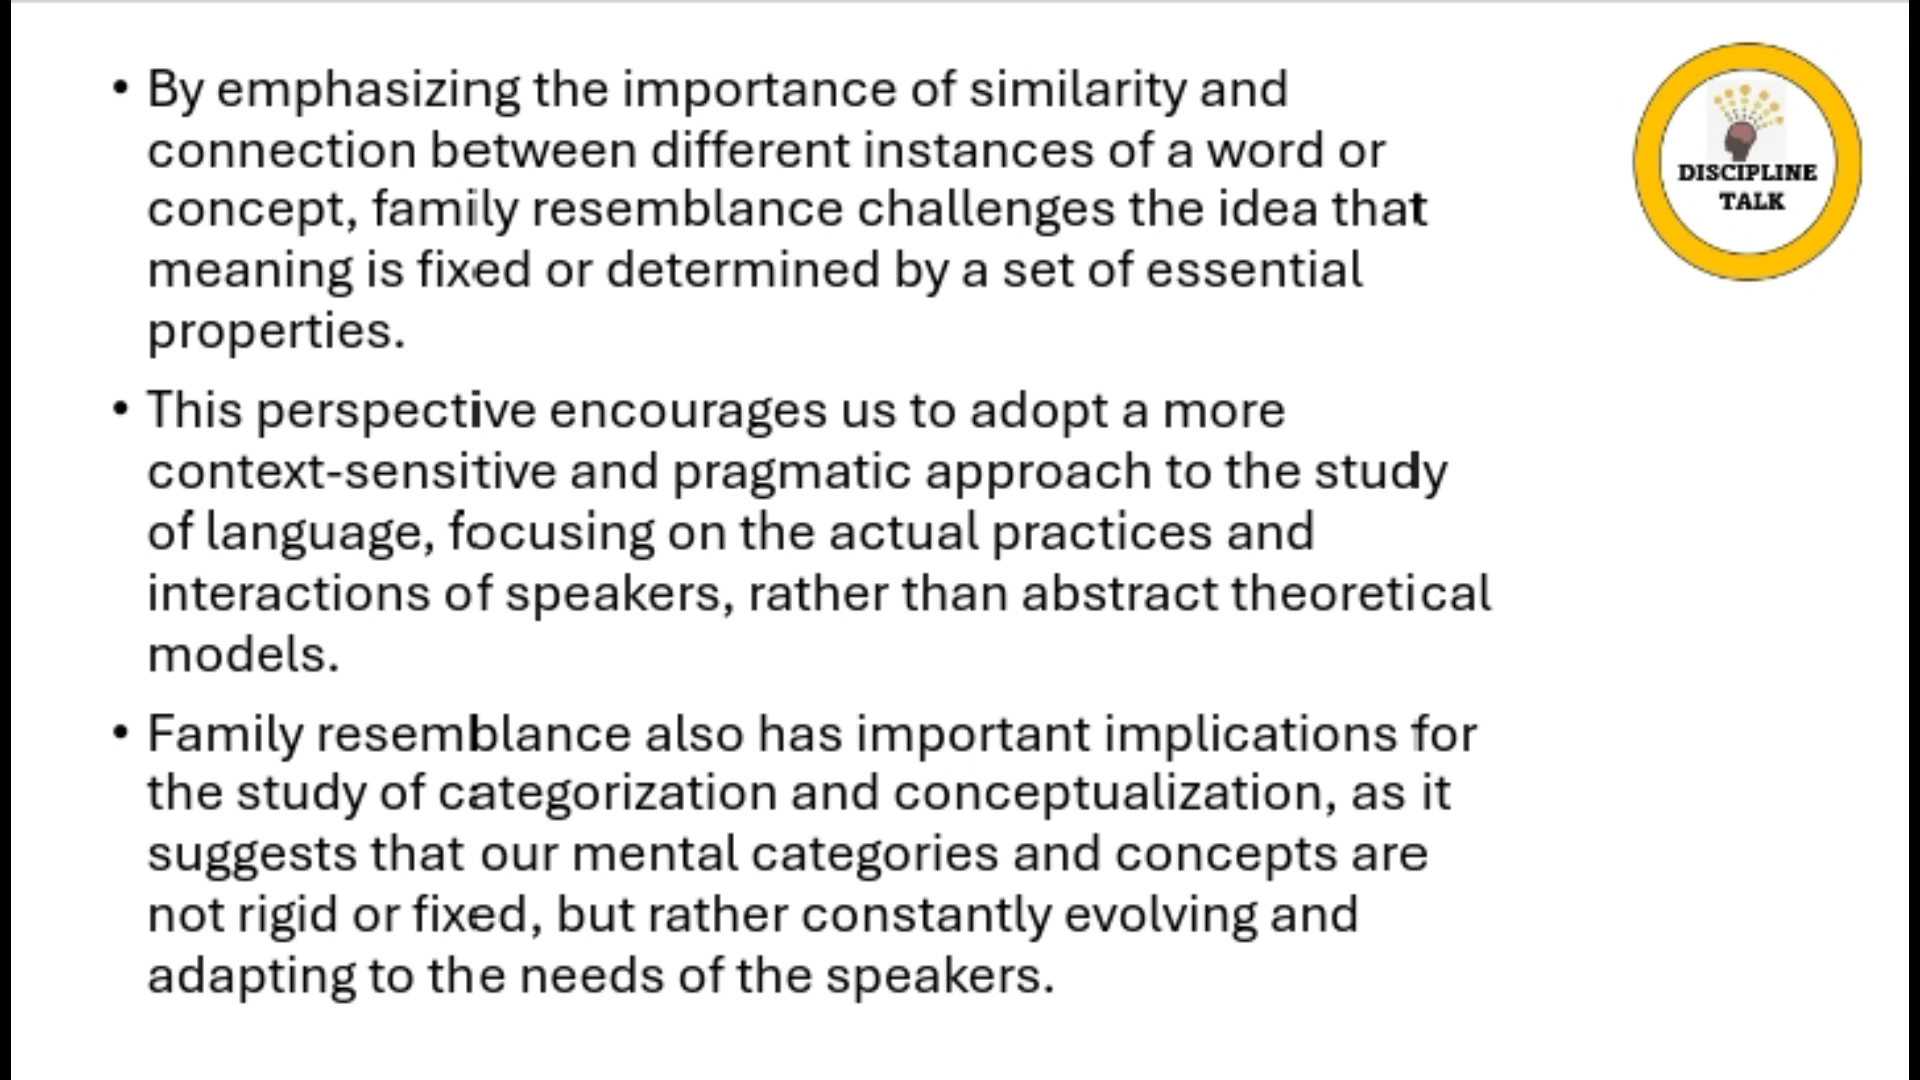 • By emphasizing the importance of similarity and
connection between different instances of a word or
concept, family resemblance challenges the idea that
meaning is fixed or determined by a set of essential
properties.
• This perspective encourages us to adopt a more
context-sensitive and pragmatic approach to the study
of language, focusing on the actual practices and
interactions of speakers, rather than abstract theoretical
models.
• Family resemblance also has important implications for
the study of categorization and conceptualization, as it
suggests that our mental categories and concepts are
not rigid or fixed, but rather constantly evolving and
adapting to the needs of the speakers.
DISCIPLINE
TALK